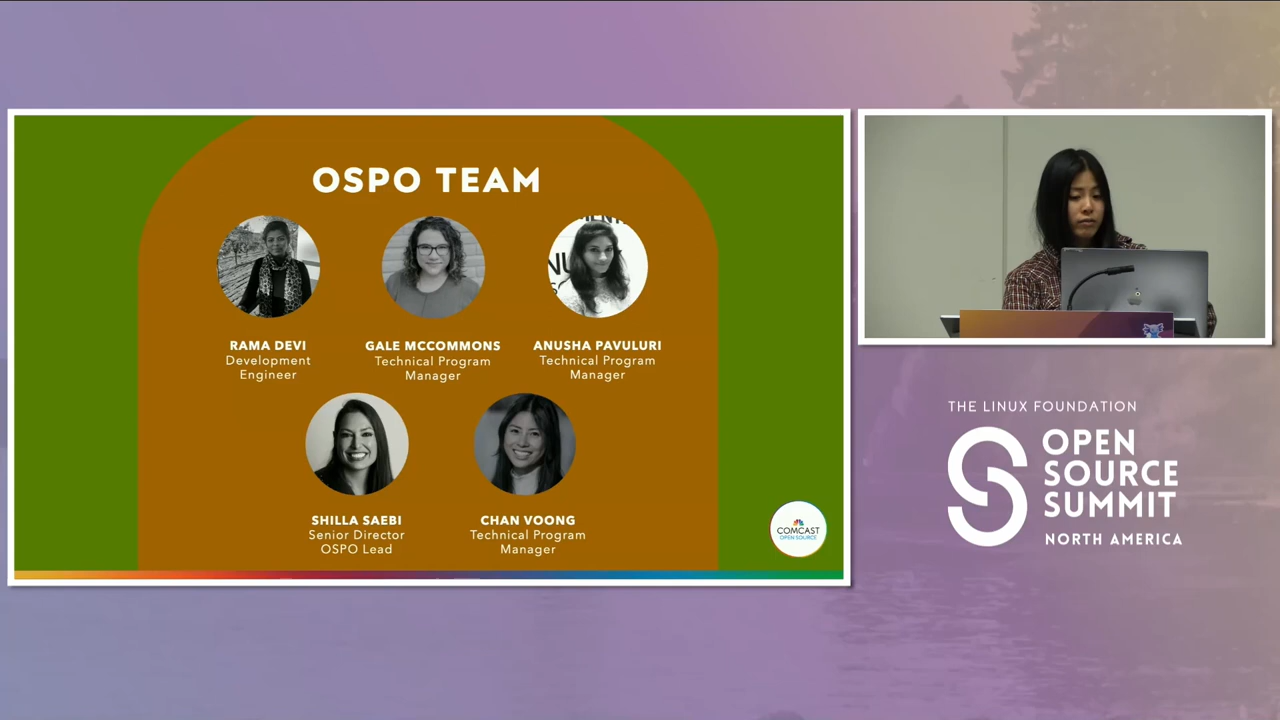 OSPO TEAM
RAMA DEVI
Development
Engineer
GALE MCCOMMONS
Technical Program
Manager
ANUSHA PAVULURI
Technical Program
Manager
SHILLA SAEBI
Senior Director
OSPO Lead
CHAN VOONG
Technical Program
Manager
COMCAST
OPEN SOURCE
THE LINUX FOUNDATION
OPEN
SOURCE
SUMMIT
NORTH AMERICA